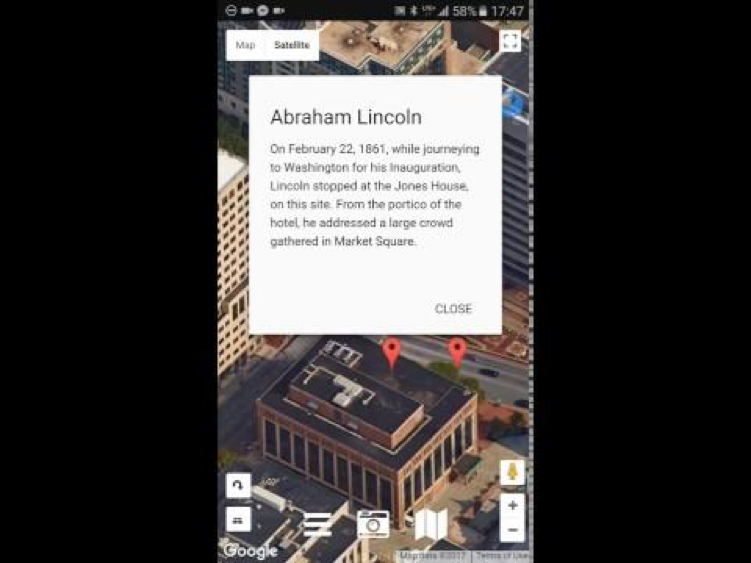 58% 17:47
Map Satellite
Abraham Lincoln
On February 22, 1861, while journeying
to Washington for his Inauguration,
Lincoln stopped at the Jones House,
on this site. From the portico of the
hotel, he addressed a large crowd
gathered in Market Square.
CLOSE
Google
Map data ©2017 Terms of Use